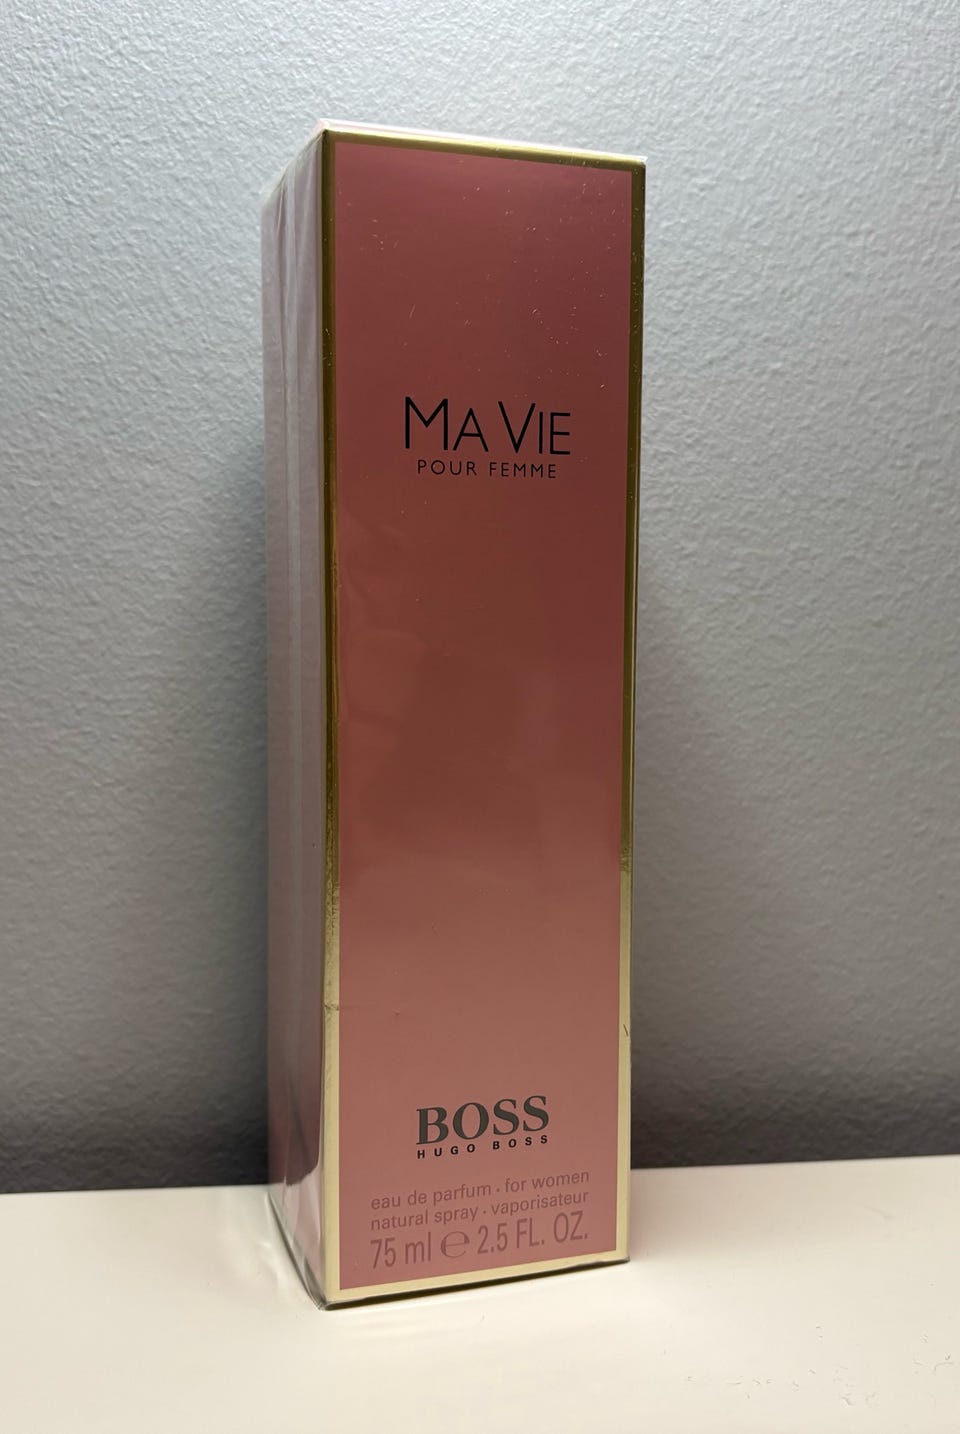 MA VIE
POUR FEMME
BOSS
HUGO BOSS
eau de parfum · for women
natural spray · vaporisateur
75 ml ℮ 2.5 FL. OZ.